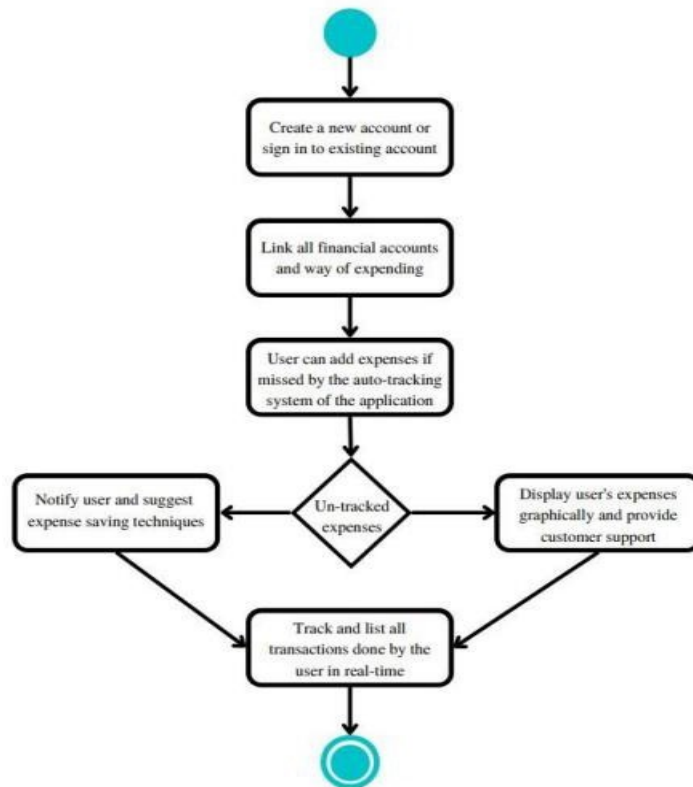 Create a new account or
sign in to existing account
Link all financial accounts
and way of expending
User can add expenses if
missed by the auto-tracking
system of the application
Notify user and suggest
expense saving techniques
Un-tracked
expenses
Display user's expenses
graphically and provide
customer support
Track and list all
transactions done by the
user in real-time